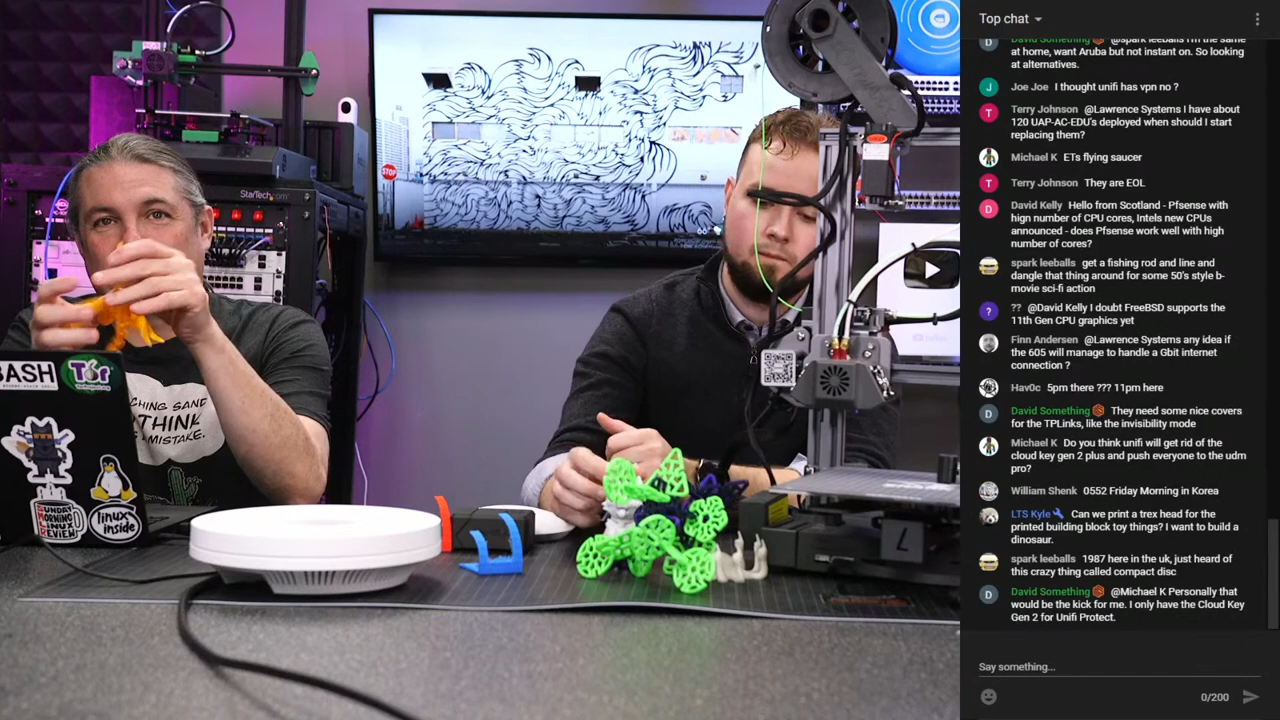 Top chat
David Something @spark leeballs I'm the same
at home, want Aruba but not instant on. So looking
at alternatives.
Joe Joe I thought unifi has vpn no ?
Terry Johnson @Lawrence Systems I have about
120 UAP-AC-EDU's deployed when should I start
replacing them?
Michael K ETs flying saucer
Terry Johnson They are EOL
David Kelly Hello from Scotland - Pfsense with
hign number of CPU cores, Intels new CPUs
announced - does Pfsense work well with high
number of cores?
spark leeballs get a fishing rod and line and
dangle that thing around for some 50's style b-
movie sci-fi action
?? @David Kelly I doubt FreeBSD supports the
11th Gen CPU graphics yet
Finn Andersen @Lawrence Systems any idea if
the 605 will manage to handle a Gbit internet
connection ?
Hav0c 5pm there ??? 11pm here
David Something They need some nice covers
for the TPLinks, like the invisibility mode
Michael K Do you think unifi will get rid of the
cloud key gen 2 plus and push everyone to the udm
pro?
William Shenk 0552 Friday Morning in Korea
LTS Kyle Can we print a trex head for the
printed building block toy things? I want to build a
dinosaur.
spark leeballs 1987 here in the uk, just heard of
this crazy thing called compact disc
David Something @Michael K Personally that
would be the kick for me. I only have the Cloud Key
Gen 2 for Unifi Protect.
Say something...
0/200
STOP
StarTech.com
BASH
Tor
CHING SAND
THINK
MISTAKE.
SUNDAY
MORNING
LINUX
REVIEW
linux
inside